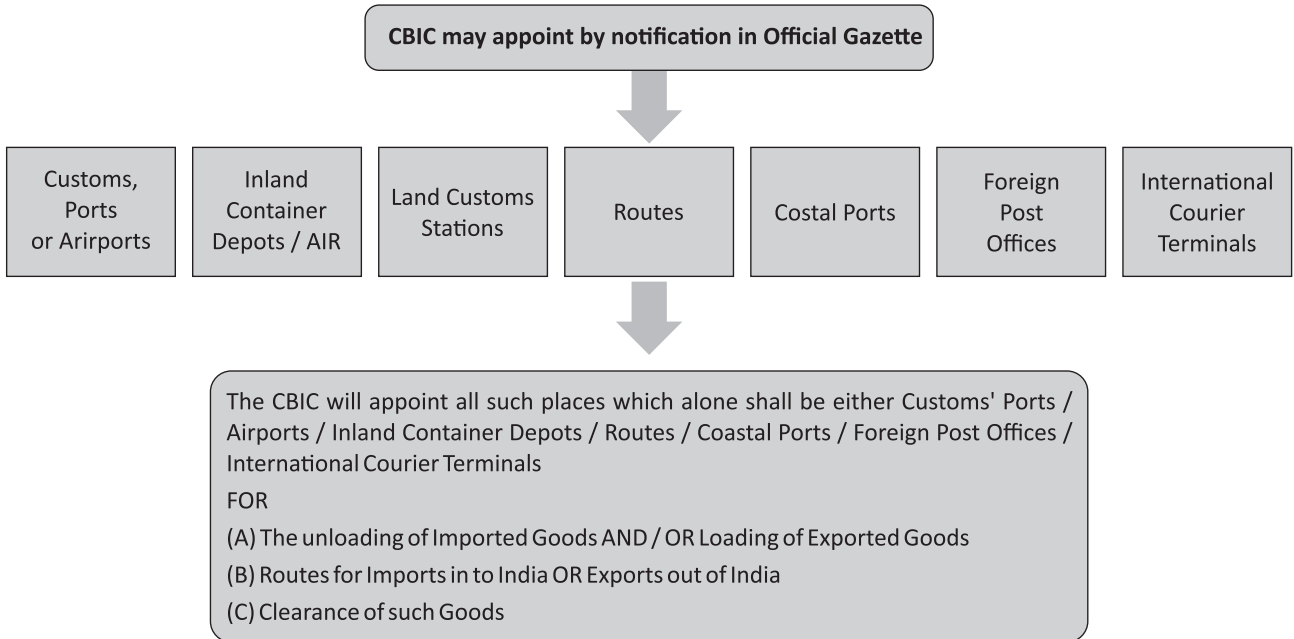 CBIC may appoint by notification in Official Gazette
Customs,
Ports
or Arirports
Inland
Container
Depots / AIR
Land Customs
Stations
Routes
Costal Ports
Foreign
Post
Offices
International
Courier
Terminals
The CBIC will appoint all such places which alone shall be either Customs' Ports /
Airports / Inland Container Depots / Routes / Coastal Ports / Foreign Post Offices /
International Courier Terminals
FOR
(A) The unloading of Imported Goods AND / OR Loading of Exported Goods
(B) Routes for Imports in to India OR Exports out of India
(C) Clearance of such Goods